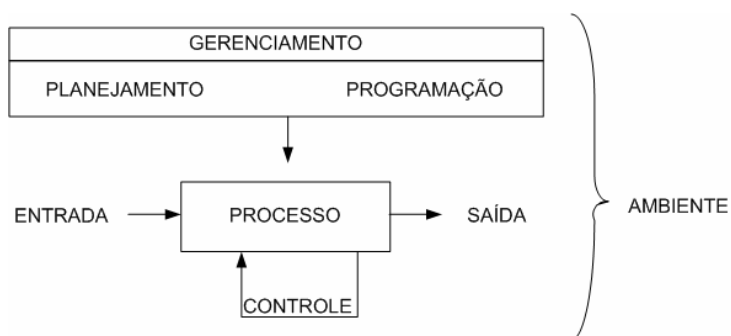 GERENCIAMENTO
PLANEJAMENTO PROGRAMAÇÃO
ENTRADA PROCESSO SAÍDA AMBIENTE
CONTROLE